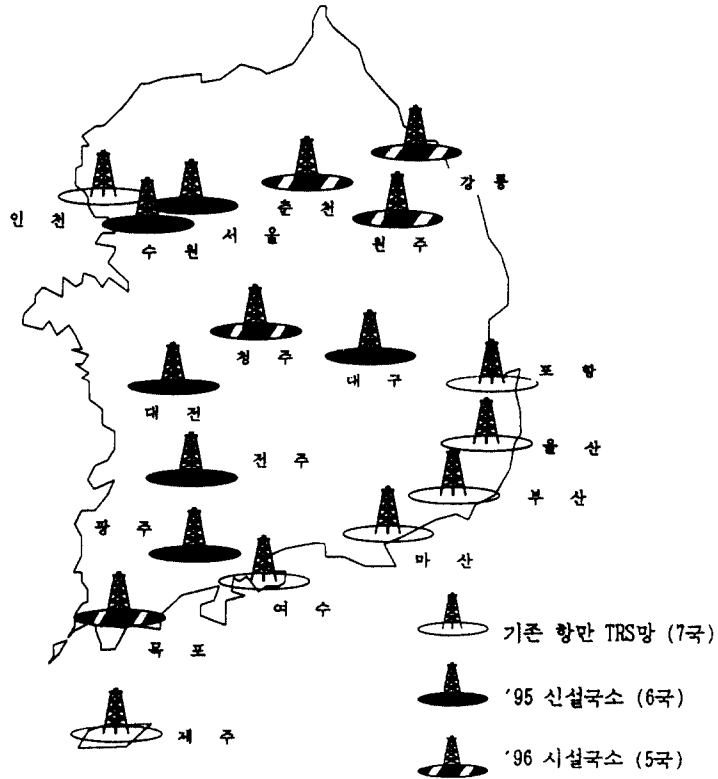 강 릉
인 천
춘 천
서 울
수 원
원 주
청 주
대 구
포 항
대 전
울 산
전 주
부 산
광 주
마 산
여 수
목 포
제 주
기존 항만 TRS망 (7국)
'95 신설국소 (6국)
'96 시설국소 (5국)